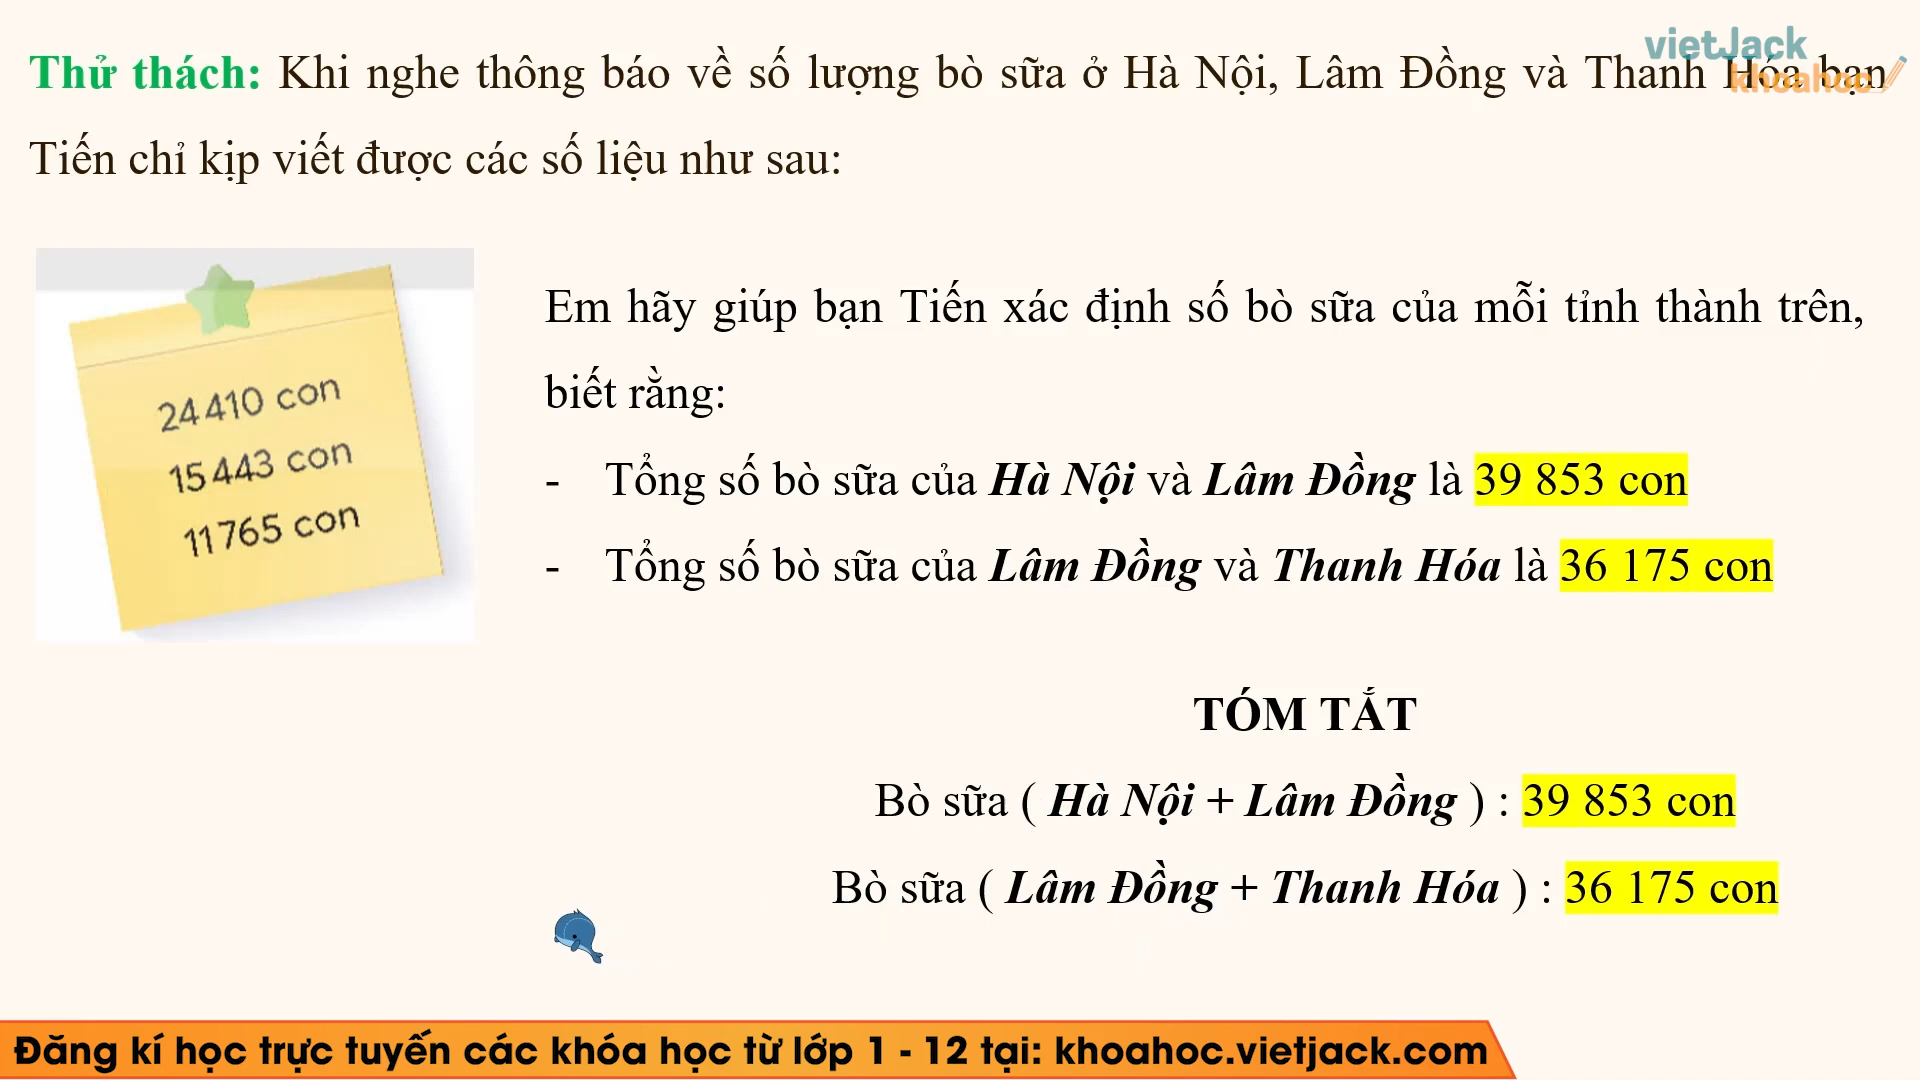 vietJack
khoahoc
Thử thách: Khi nghe thông báo về số lượng bò sữa ở Hà Nội, Lâm Đồng và Thanh Hóa bạn
Tiến chỉ kịp viết được các số liệu như sau:
24 410 con
15 443 con
11 765 con
Em hãy giúp bạn Tiến xác định số bò sữa của mỗi tỉnh thành trên,
biết rằng:
- Tổng số bò sữa của Hà Nội và Lâm Đồng là 39 853 con
- Tổng số bò sữa của Lâm Đồng và Thanh Hóa là 36 175 con
TÓM TẮT
Bò sữa ( Hà Nội + Lâm Đồng ) : 39 853 con
Bò sữa ( Lâm Đồng + Thanh Hóa ) : 36 175 con
Đăng kí học trực tuyến các khóa học từ lớp 1 - 12 tại: khoahoc.vietjack.com